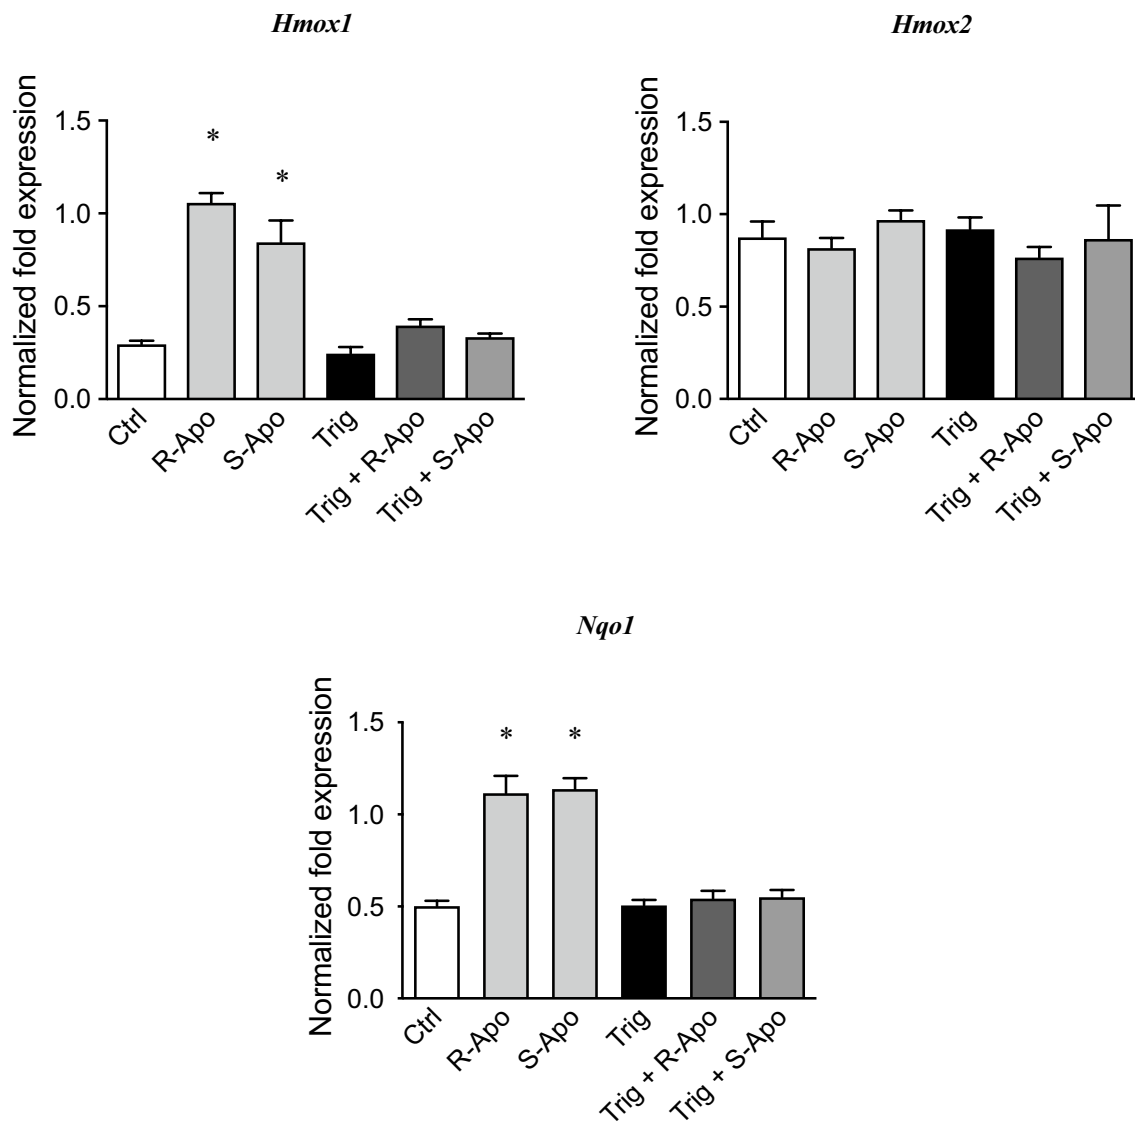 Hmox1
Normalized fold expression
1.5
1.0
0.5
0.0
*
*
Ctrl
R-Apo
S-Apo
Trig
Trig + R-Apo
Trig + S-Apo
Hmox2
Normalized fold expression
1.5
1.0
0.5
0.0
Ctrl
R-Apo
S-Apo
Trig
Trig + R-Apo
Trig + S-Apo
Nqo1
Normalized fold expression
1.5
1.0
0.5
0.0
*
*
Ctrl
R-Apo
S-Apo
Trig
Trig + R-Apo
Trig + S-Apo